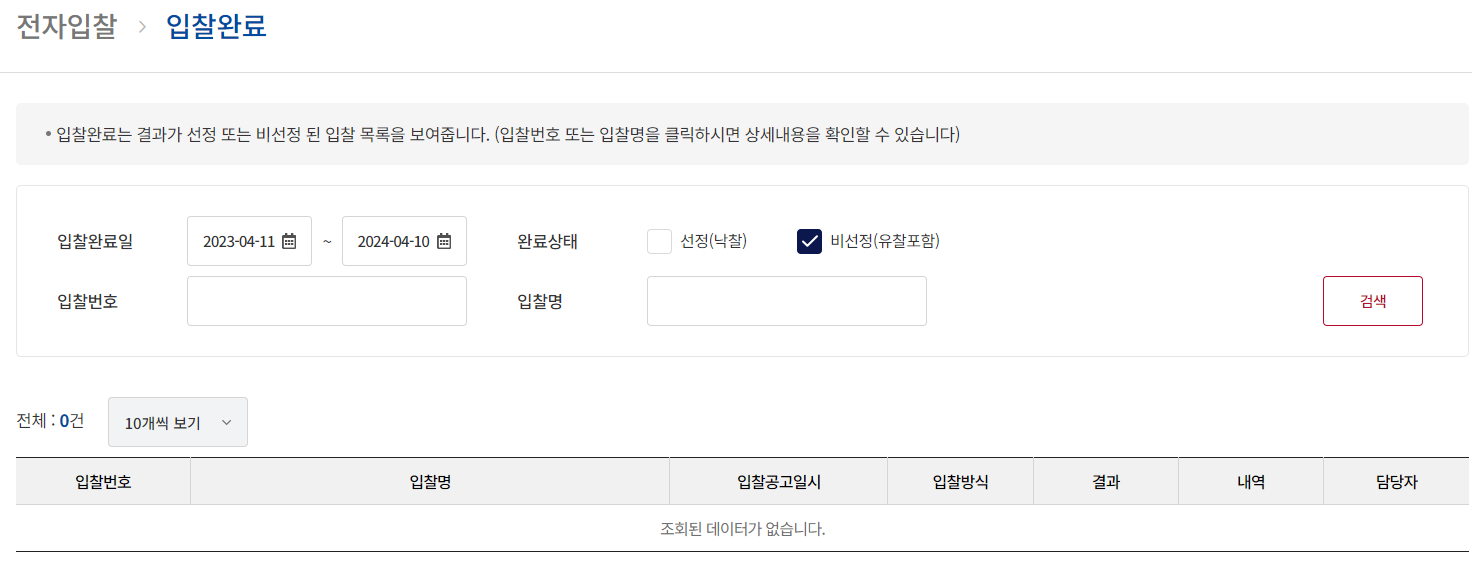 전자입찰 > 입찰완료
• 입찰완료는 결과가 선정 또는 비선정 된 입찰 목록을 보여줍니다. (입찰번호 또는 입찰명을 클릭하시면 상세내용을 확인할 수 있습니다)
입찰완료일 2023-04-11 ~ 2024-04-10 완료상태 선정(낙찰) 비선정(유찰포함)
입찰번호 입찰명 검색
전체 : 0건 10개씩 보기
입찰번호 입찰명 입찰공고일시 입찰방식 결과 내역 담당자
조회된 데이터가 없습니다.